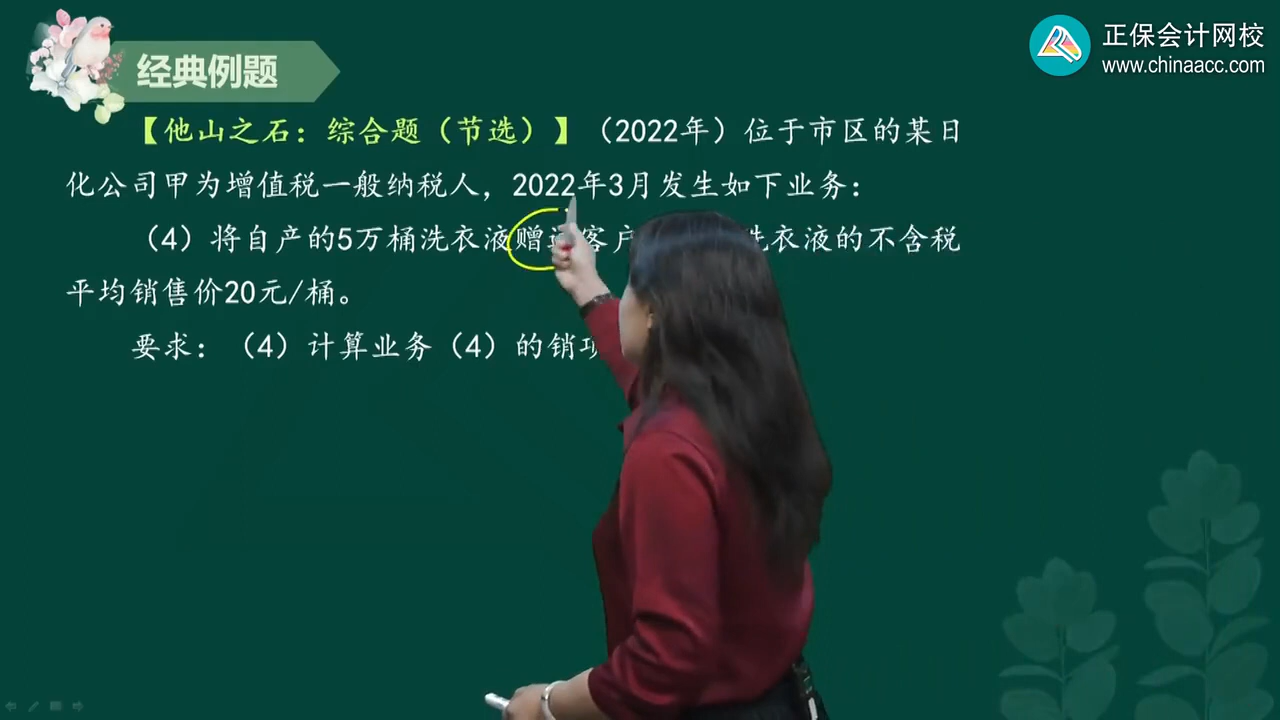 正保会计网校
www.chinaacc.com
经典例题
【他山之石：综合题（节选）】（2022年）位于市区的某日
化公司甲为增值税一般纳税人，2022年3月发生如下业务：
（4）将自产的5万桶洗衣液赠 客户 洗衣液的不含税
平均销售价20元/桶。
要求：（4）计算业务（4）的销项